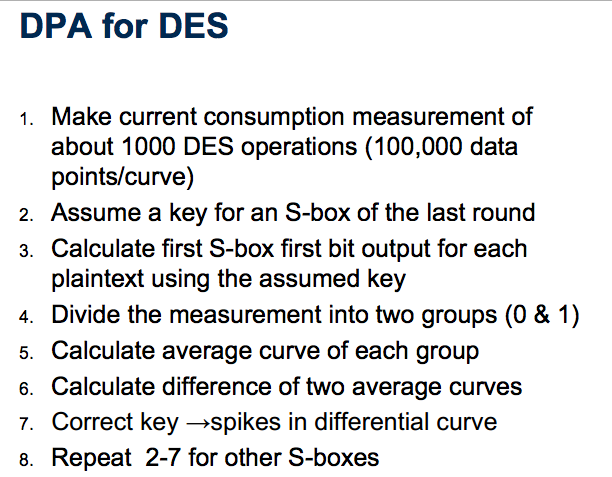 DPA for DES
1. Make current consumption measurement of
about 1000 DES operations (100,000 data
points/curve)
2. Assume a key for an S-box of the last round
3. Calculate first S-box first bit output for each
plaintext using the assumed key
4. Divide the measurement into two groups (0 & 1)
5. Calculate average curve of each group
6. Calculate difference of two average curves
7. Correct key →spikes in differential curve
8. Repeat 2-7 for other S-boxes